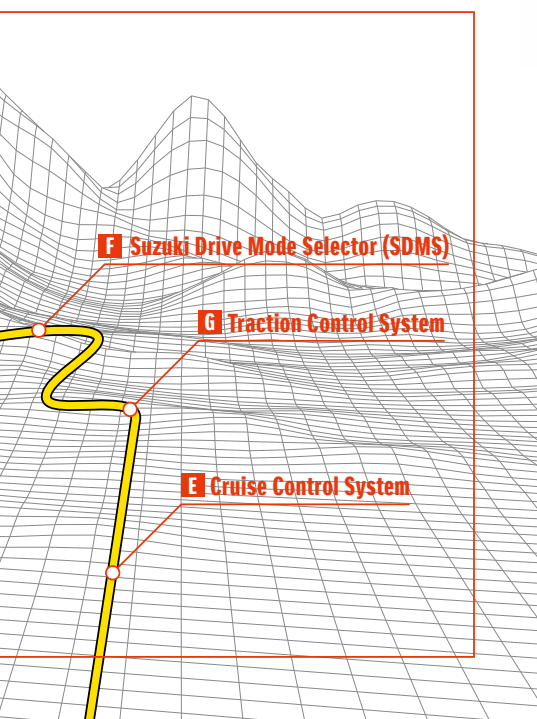 F Suzuki Drive Mode Selector (SDMS)
G Traction Control System
E Cruise Control System